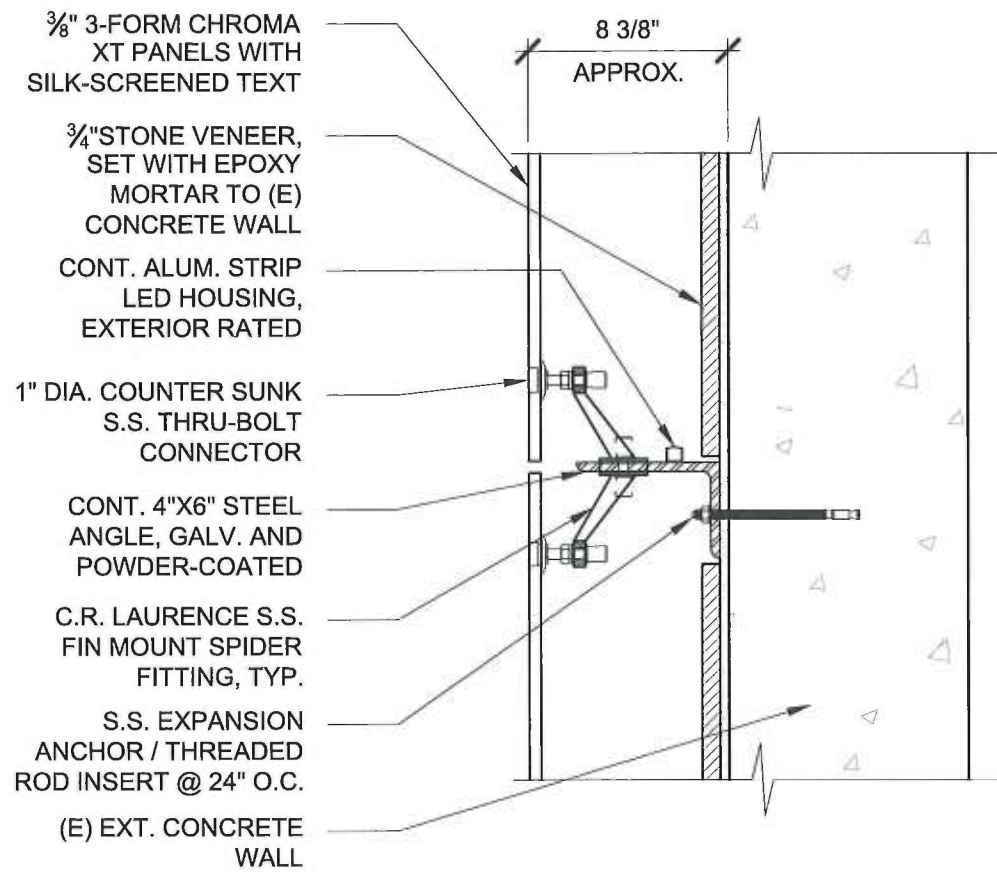 ⅜" 3-FORM CHROMA
XT PANELS WITH
SILK-SCREENED TEXT
8 3/8"
APPROX.
¾"STONE VENEER,
SET WITH EPOXY
MORTAR TO (E)
CONCRETE WALL
CONT. ALUM. STRIP
LED HOUSING,
EXTERIOR RATED
1" DIA. COUNTER SUNK
S.S. THRU-BOLT
CONNECTOR
CONT. 4"X6" STEEL
ANGLE, GALV. AND
POWDER-COATED
C.R. LAURENCE S.S.
FIN MOUNT SPIDER
FITTING, TYP.
S.S. EXPANSION
ANCHOR / THREADED
ROD INSERT @ 24" O.C.
(E) EXT. CONCRETE
WALL